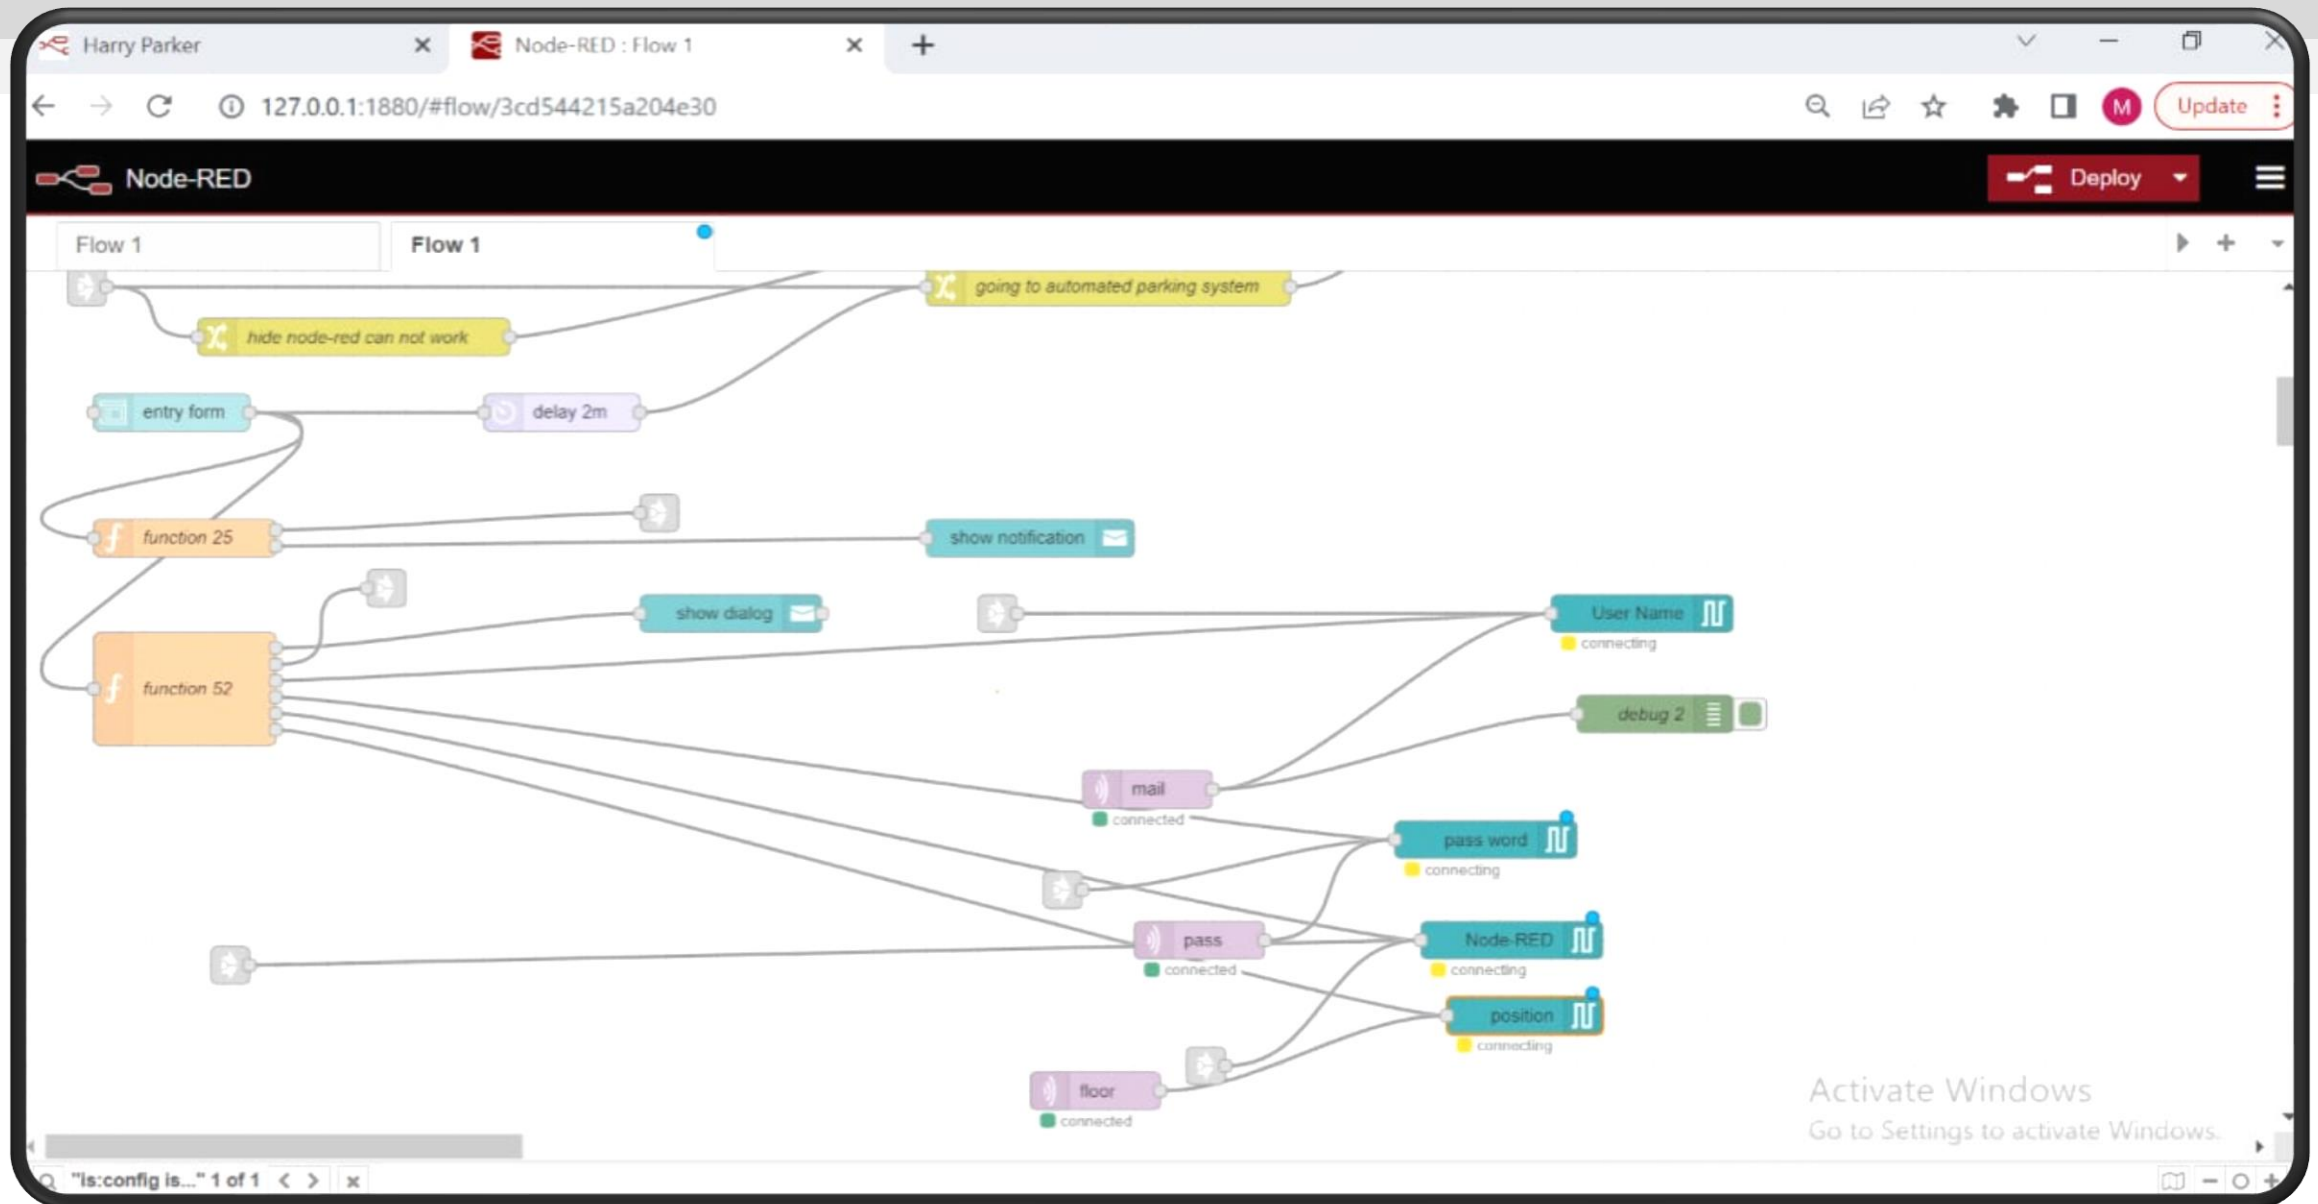 Harry Parker
Node-RED : Flow 1
127.0.0.1:1880/#flow/3cd544215a204e30
M
Update
Node-RED
Deploy
Flow 1
Flow 1
going to automated parking system
hide node-red can not work
entry form
delay 2m
function 25
show notification
show dialog
User Name
connecting
function 52
debug 2
mail
connected
pass word
connecting
pass
connected
Node-RED
connecting
position
connecting
floor
connected
Activate Windows
Go to Settings to activate Windows.
"is:config is..." 1 of 1